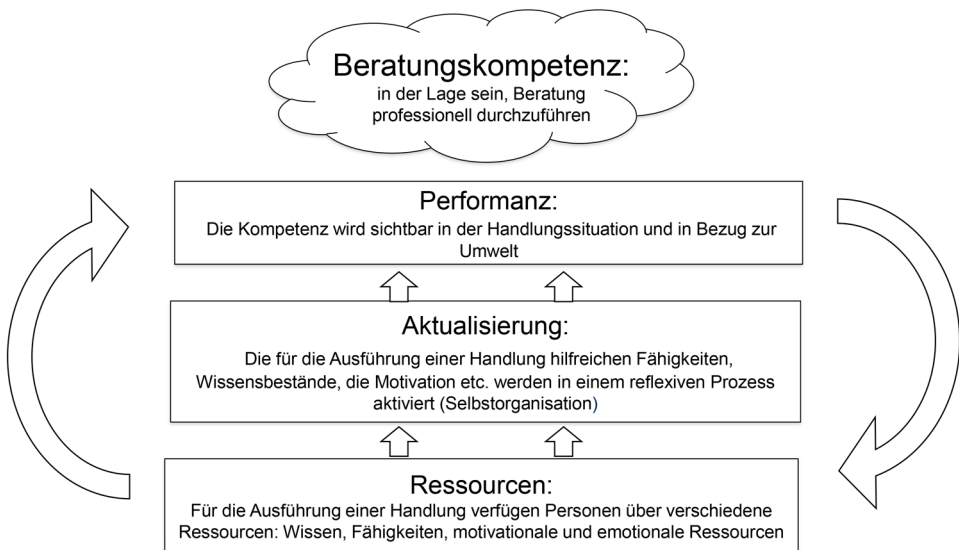 Beratungskompetenz:
in der Lage sein, Beratung
professionell durchzuführen
Performanz:
Die Kompetenz wird sichtbar in der Handlungssituation und in Bezug zur
Umwelt
Aktualisierung:
Die für die Ausführung einer Handlung hilfreichen Fähigkeiten,
Wissensbestände, die Motivation etc. werden in einem reflexiven Prozess
aktiviert (Selbstorganisation)
Ressourcen:
Für die Ausführung einer Handlung verfügen Personen über verschiedene
Ressourcen: Wissen, Fähigkeiten, motivationale und emotionale Ressourcen